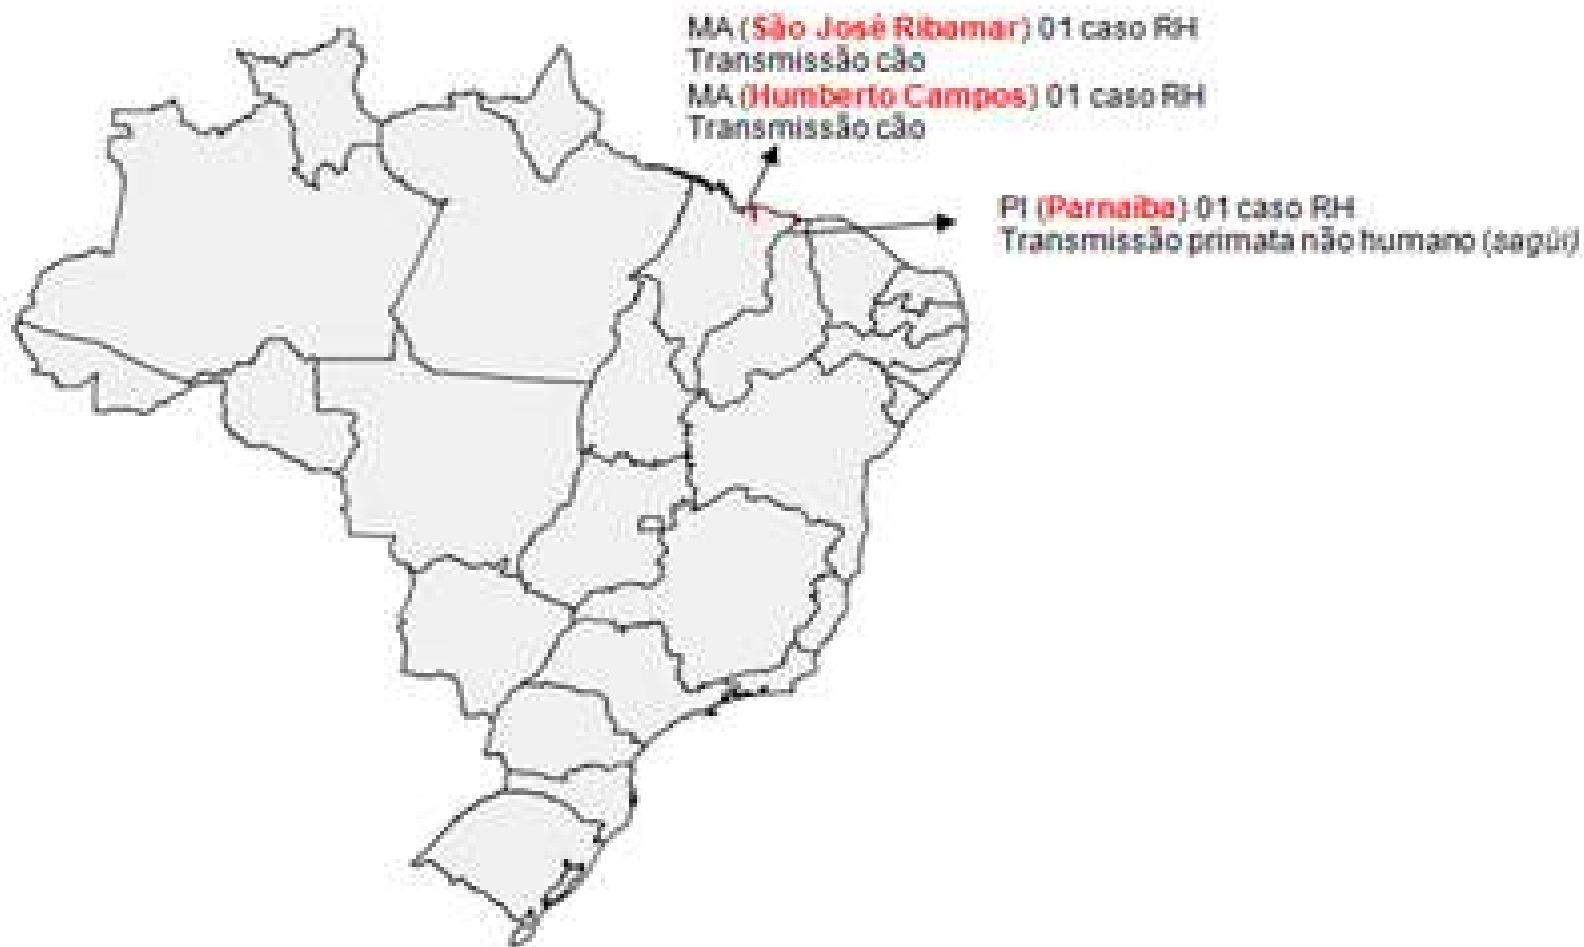 MA (São José Ribamar) 01 caso RH
Transmissão cão
MA (Humberto Campos) 01 caso RH
Transmissão cão
PI (Parnaíba) 01 caso RH
Transmissão primata não humano (sagüi)